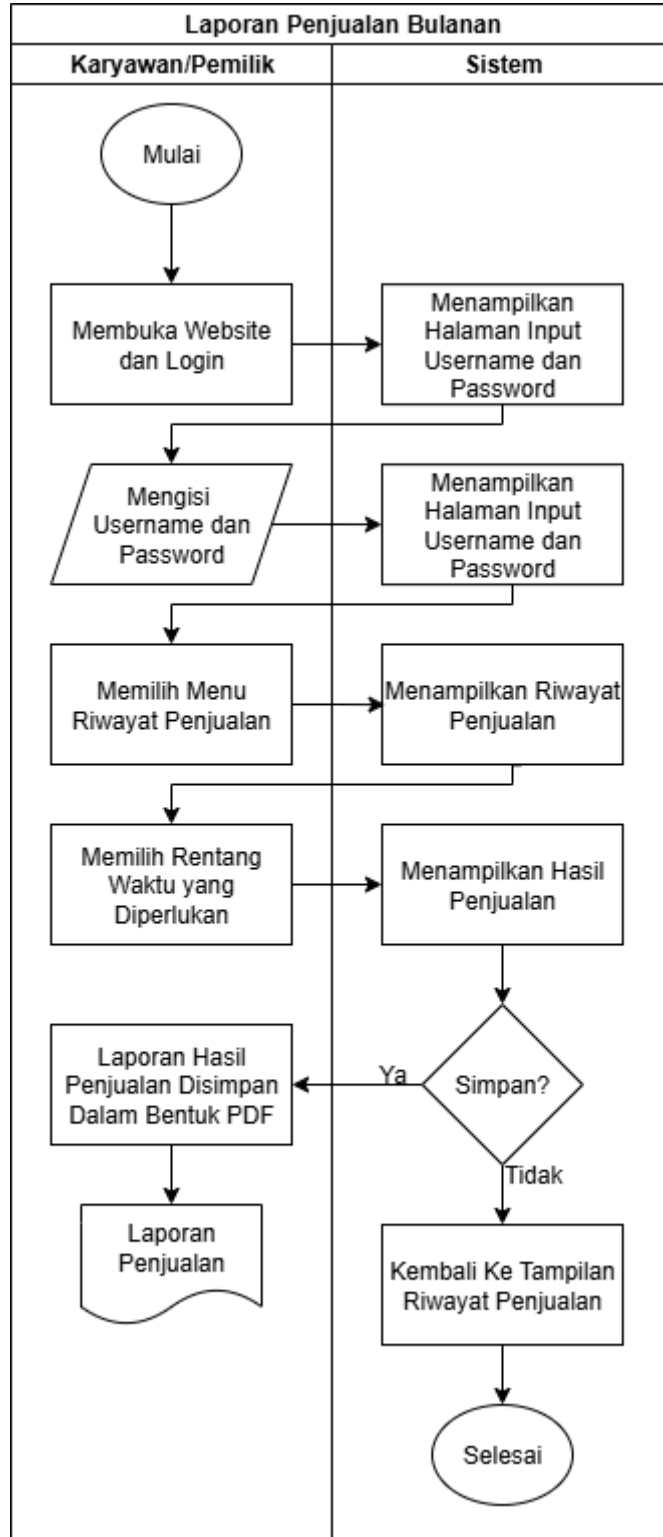 Laporan Penjualan Bulanan
Karyawan/Pemilik
Sistem
Mulai
Membuka Website
dan Login
Menampilkan
Halaman Input
Username dan
Password
Mengisi
Username dan
Password
Menampilkan
Halaman Input
Username dan
Password
Memilih Menu
Riwayat Penjualan
Menampilkan Riwayat
Penjualan
Memilih Rentang
Waktu yang
Diperlukan
Menampilkan Hasil
Penjualan
Laporan Hasil
Penjualan Disimpan
Dalam Bentuk PDF
Ya
Simpan?
Tidak
Laporan
Penjualan
Kembali Ke Tampilan
Riwayat Penjualan
Selesai